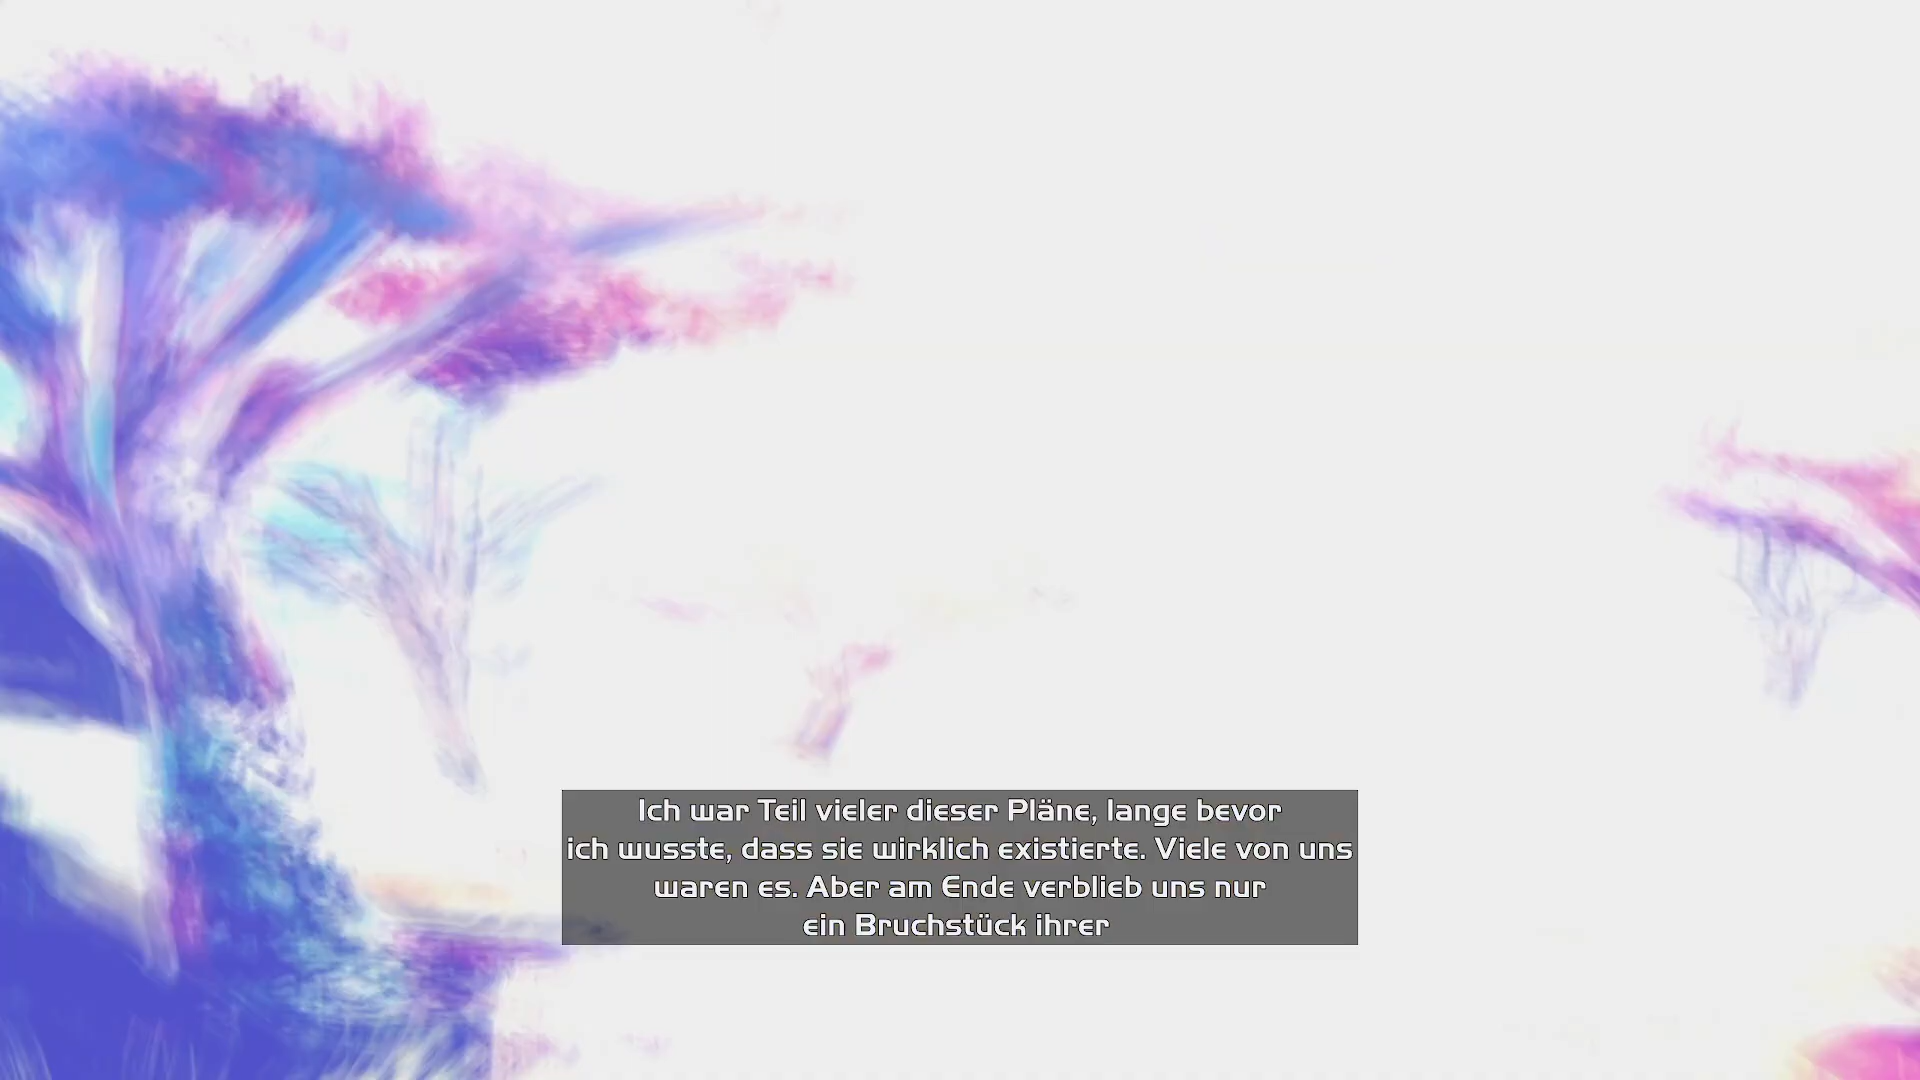 Ich war Teil vieler dieser Pläne, lange bevor
ich wusste, dass sie wirklich existierte. Viele von uns
waren es. Aber am Ende verblieb uns nur
ein Bruchstück ihrer